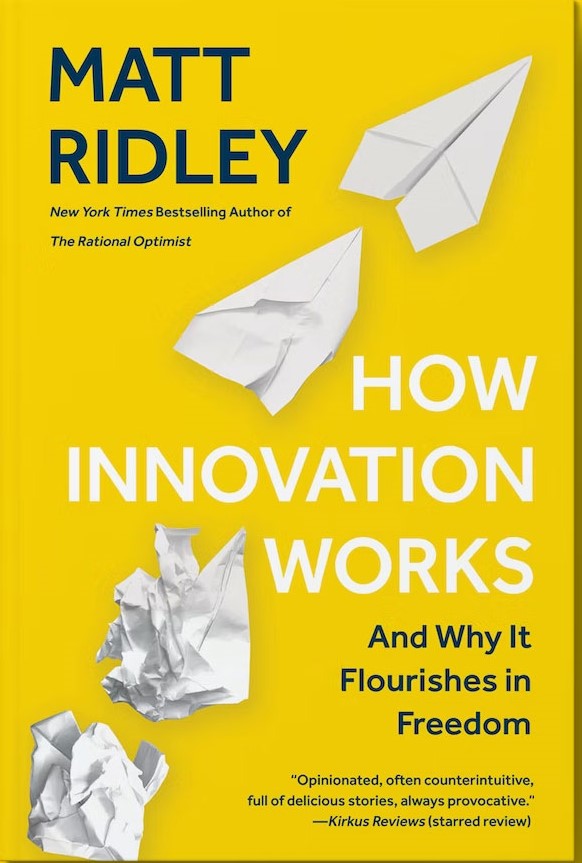 MATT
RIDLEY
New York Times Bestselling Author of
The Rational Optimist
HOW
INNOVATION
WORKS
And Why It
Flourishes in
Freedom
"Opinionated, often counterintuitive,
full of delicious stories, always provocative."
—Kirkus Reviews (starred review)